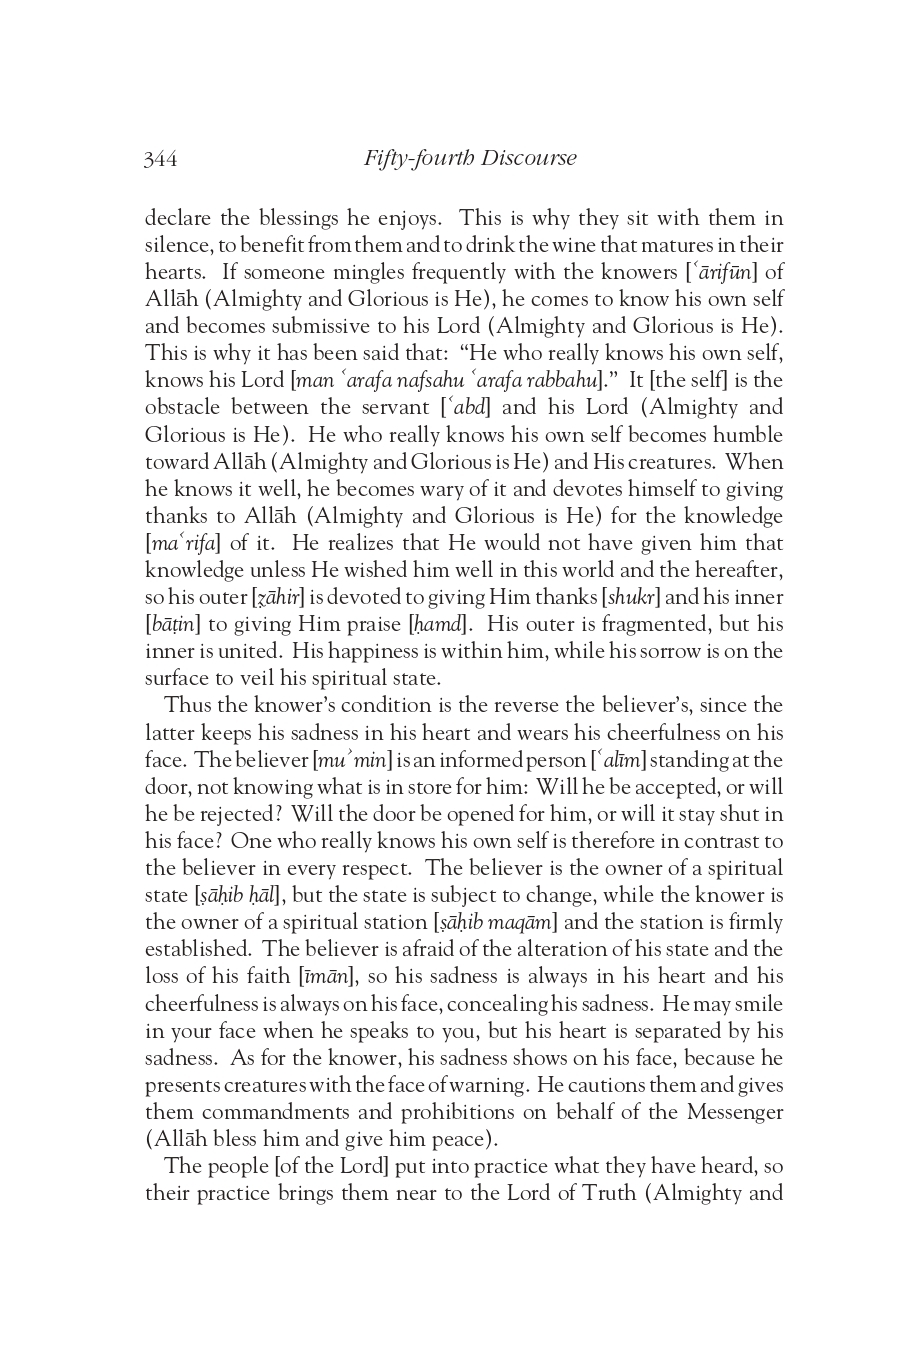 344
Fifty-fourth Discourse
declare the blessings he enjoys. This is why they sit with them in
silence, to benefit from them and to drink the wine that matures in their
hearts. If someone mingles frequently with the knowers [ʿārifūn] of
Allāh (Almighty and Glorious is He), he comes to know his own self
and becomes submissive to his Lord (Almighty and Glorious is He).
This is why it has been said that: “He who really knows his own self,
knows his Lord [man ʿarafa nafsahu ʿarafa rabbahu].” It [the self] is the
obstacle between the servant [ʿabd] and his Lord (Almighty and
Glorious is He). He who really knows his own self becomes humble
toward Allāh (Almighty and Glorious is He) and His creatures. When
he knows it well, he becomes wary of it and devotes himself to giving
thanks to Allāh (Almighty and Glorious is He) for the knowledge
[maʿrifa] of it. He realizes that He would not have given him that
knowledge unless He wished him well in this world and the hereafter,
so his outer [ẓāhir] is devoted to giving Him thanks [shukr] and his inner
[bāṭin] to giving Him praise [ḥamd]. His outer is fragmented, but his
inner is united. His happiness is within him, while his sorrow is on the
surface to veil his spiritual state.
Thus the knower’s condition is the reverse the believer’s, since the
latter keeps his sadness in his heart and wears his cheerfulness on his
face. The believer [muʾmin] is an informed person [ʿalīm] standing at the
door, not knowing what is in store for him: Will he be accepted, or will
he be rejected? Will the door be opened for him, or will it stay shut in
his face? One who really knows his own self is therefore in contrast to
the believer in every respect. The believer is the owner of a spiritual
state [ṣāḥib ḥāl], but the state is subject to change, while the knower is
the owner of a spiritual station [ṣāḥib maqām] and the station is firmly
established. The believer is afraid of the alteration of his state and the
loss of his faith [īmān], so his sadness is always in his heart and his
cheerfulness is always on his face, concealing his sadness. He may smile
in your face when he speaks to you, but his heart is separated by his
sadness. As for the knower, his sadness shows on his face, because he
presents creatures with the face of warning. He cautions them and gives
them commandments and prohibitions on behalf of the Messenger
(Allāh bless him and give him peace).
The people [of the Lord] put into practice what they have heard, so
their practice brings them near to the Lord of Truth (Almighty and